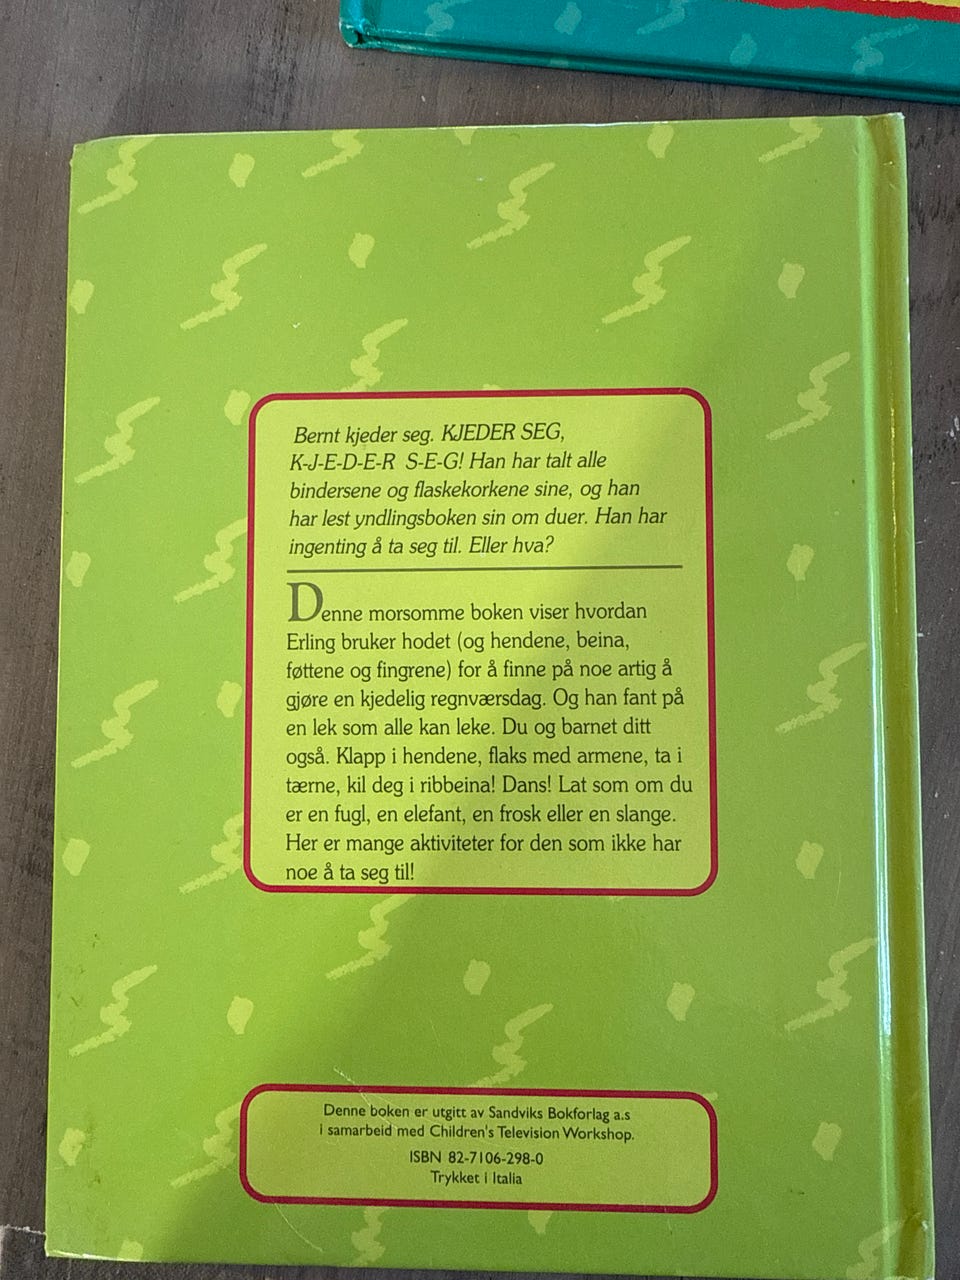 Bernt kjeder seg. KJEDER SEG,
K-J-E-D-E-R S-E-G! Han har talt alle
bindersene og flaskekorkene sine, og han
har lest yndlingsboken sin om duer. Han har
ingenting å ta seg til. Eller hva?
Denne morsomme boken viser hvordan
Erling bruker hodet (og hendene, beina,
føttene og fingrene) for å finne på noe artig å
gjøre en kjedelig regnværsdag. Og han fant på
en lek som alle kan leke. Du og barnet ditt
også. Klapp i hendene, flaks med armene, ta i
tærne, kil deg i ribbeina! Dans! Lat som om du
er en fugl, en elefant, en frosk eller en slange.
Her er mange aktiviteter for den som ikke har
noe å ta seg til!
Denne boken er utgitt av Sandviks Bokforlag a.s
i samarbeid med Children's Television Workshop.
ISBN 82-7106-298-0
Trykket i Italia